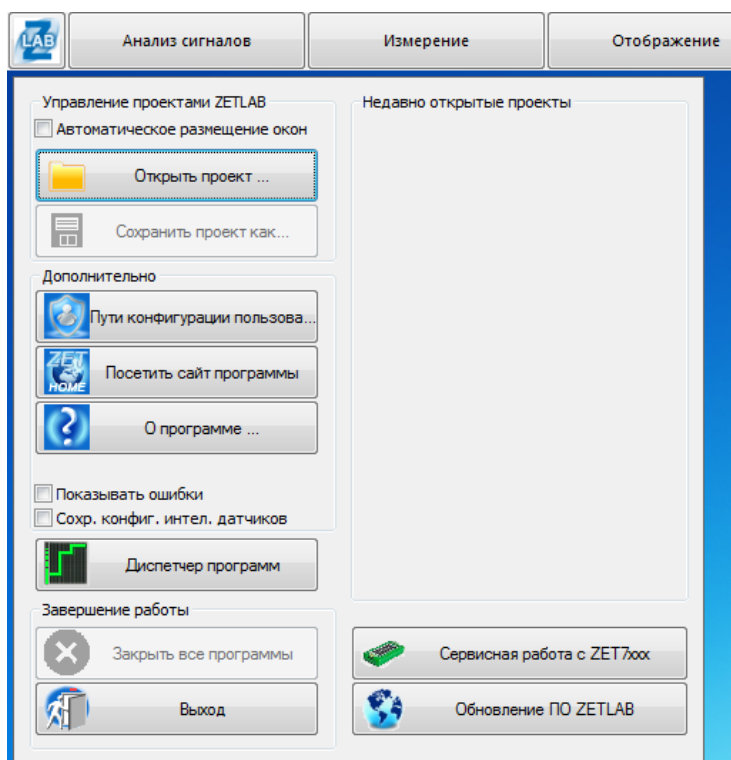 Z LAB
Анализ сигналов
Измерение
Отображение
Управление проектами ZETLAB
Автоматическое размещение окон
Открыть проект ...
Сохранить проект как...
Дополнительно
Пути конфигурации пользова...
ZET HOME
Посетить сайт программы
О программе ...
Показывать ошибки
Сохр. конфиг. интел. датчиков
Диспетчер программ
Завершение работы
Закрыть все программы
Выход
Недавно открытые проекты
Сервисная работа с ZET7xxx
Обновление ПО ZETLAB